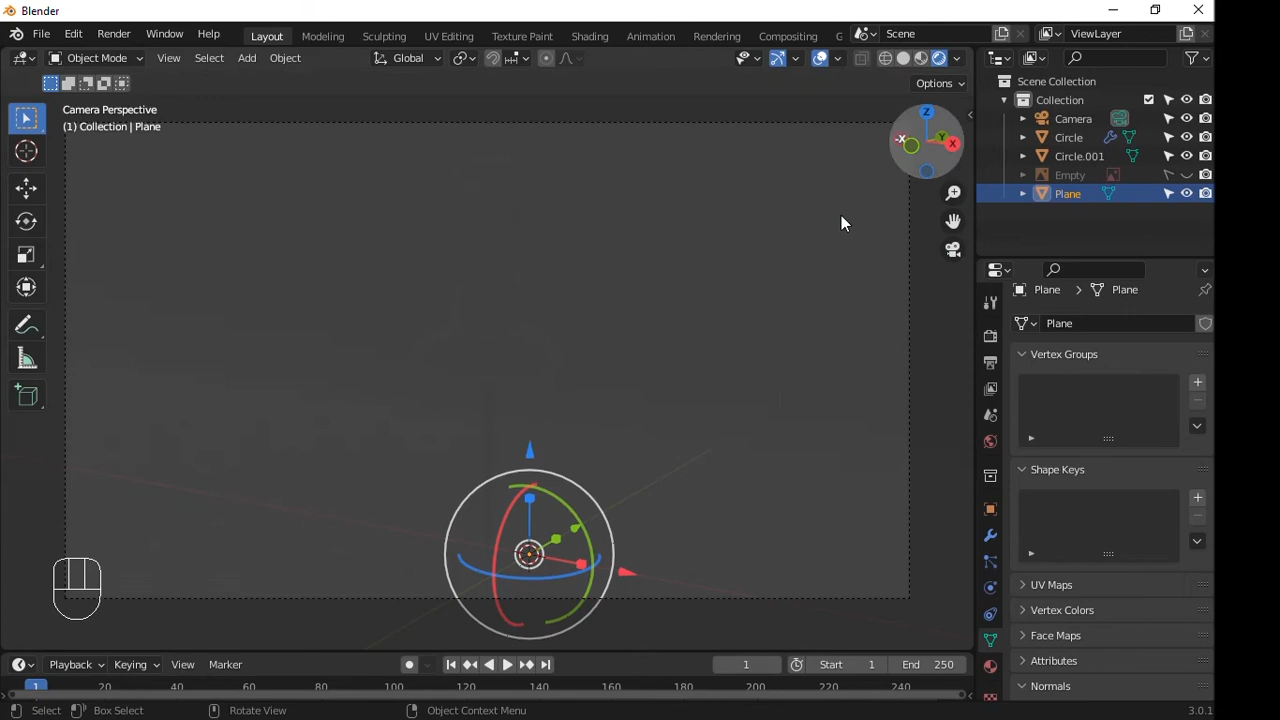 Blender
File Edit Render Window Help Layout Modeling Sculpting UV Editing Texture Paint Shading Animation Rendering Compositing Scene ViewLayer
Object Mode View Select Add Object Global
Options
Camera Perspective
(1) Collection | Plane
Z
Y
-X
X
Scene Collection
Collection
Camera
Circle
Circle.001
Empty
Plane
Plane > Plane
Plane
Vertex Groups
Shape Keys
UV Maps
Vertex Colors
Face Maps
Attributes
Normals
Playback Keying View Marker 1 Start 1 End 250
1 20 40 60 80 100 120 140 160 180 200 220 240
Select Box Select Rotate View Object Context Menu 3.0.1